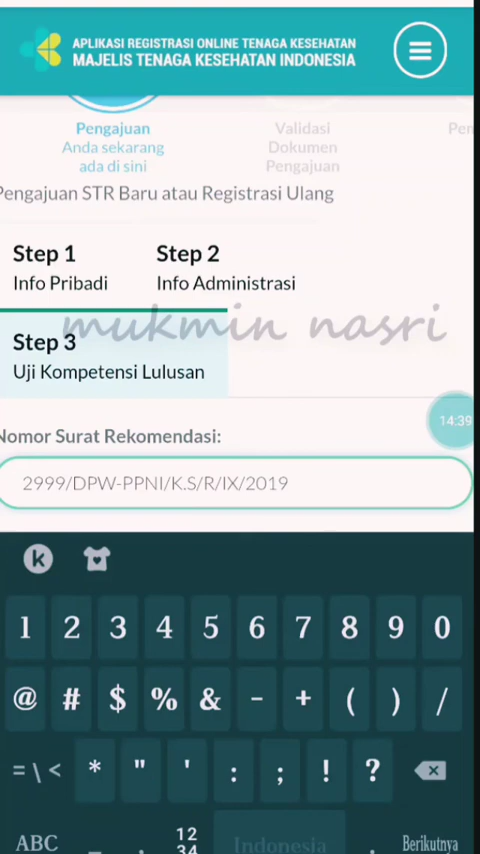 APLIKASI REGISTRASI ONLINE TENAGA KESEHATAN
MAJELIS TENAGA KESEHATAN INDONESIA
Pengajuan
Anda sekarang
ada di sini
Validasi
Dokumen
Pengajuan
Pen
Pengajuan STR Baru atau Registrasi Ulang
Step 1
Info Pribadi
Step 2
Info Administrasi
mukmin nasri
Step 3
Uji Kompetensi Lulusan
14:39
Nomor Surat Rekomendasi:
2999/DPW-PPNI/K.S/R/IX/2019
k
1 2 3 4 5 6 7 8 9 0
@ # $ % & - + ( ) /
= \ < * " ' : ; ! ?
ABC _ , 12 34 Indonesia . Berikutnya